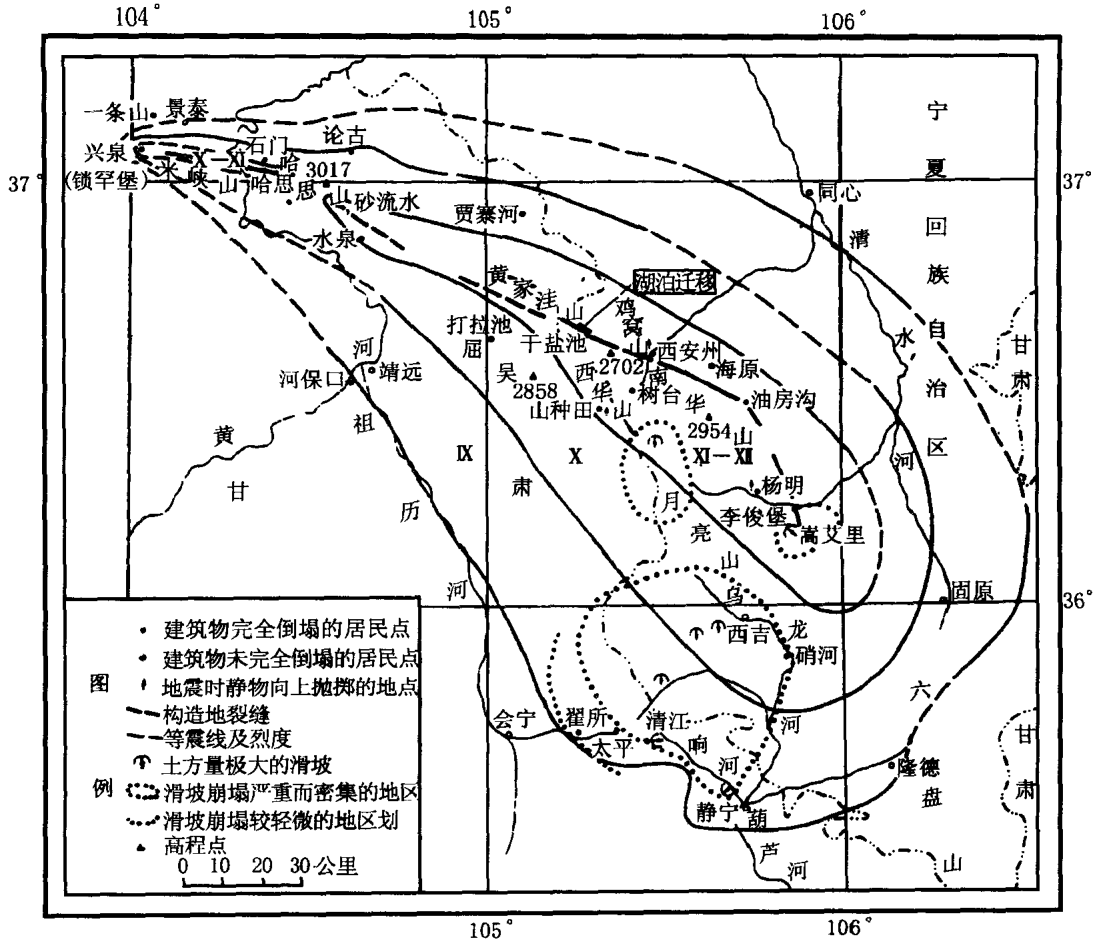 104°
105°
106°
一条山
景泰
兴泉
(锁罕堡)
石门
论古
X-XI
哈
3017
米峡山
哈思
思
山
砂流水
水泉
贾寨河
同心
37°
37°
宁夏回族自治区
清水河
黄家洼山
湖泊迁移
鸡窝山
打拉池
干盐池
屈吴山
2858
2702
西安州
海原
西华山
南华山
树台
种田
油房沟
2954
河保口
靖远
祖历河
黄河
甘肃
IX
X
XI-XII
杨明
李俊堡
嵩艾里
月亮山
甘肃
36°
36°
固原
乌龙
西吉
硝河
河
六盘山
会宁
翟所
太平
清江
响河
静宁
葫芦河
隆德
甘肃
图例
建筑物完全倒塌的居民点
建筑物未完全倒塌的居民点
地震时静物向上抛掷的地点
构造地裂缝
等震线及烈度
土方量极大的滑坡
滑坡崩塌严重而密集的地区
滑坡崩塌较轻微的地区划
高程点
0 10 20 30 公里
105°
106°